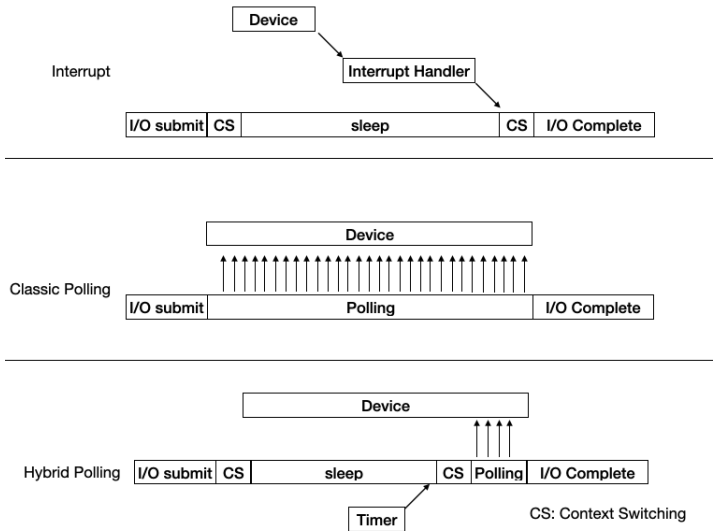 Device
Interrupt
Interrupt Handler
I/O submit CS sleep CS I/O Complete
Device
Classic Polling
I/O submit Polling I/O Complete
Device
Hybrid Polling
I/O submit CS sleep CS Polling I/O Complete
Timer
CS: Context Switching